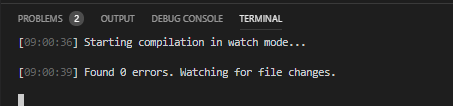 PROBLEMS 2 OUTPUT DEBUG CONSOLE TERMINAL
[09:00:36] Starting compilation in watch mode...
[09:00:39] Found 0 errors. Watching for file changes.